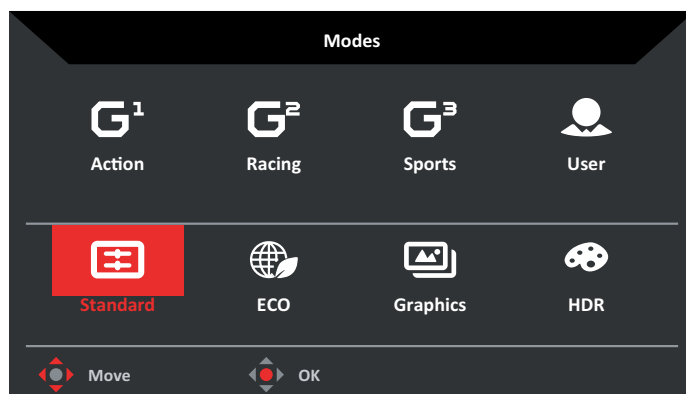 Modes
G¹ G² G³
Action Racing Sports User
Standard ECO Graphics HDR
Move OK